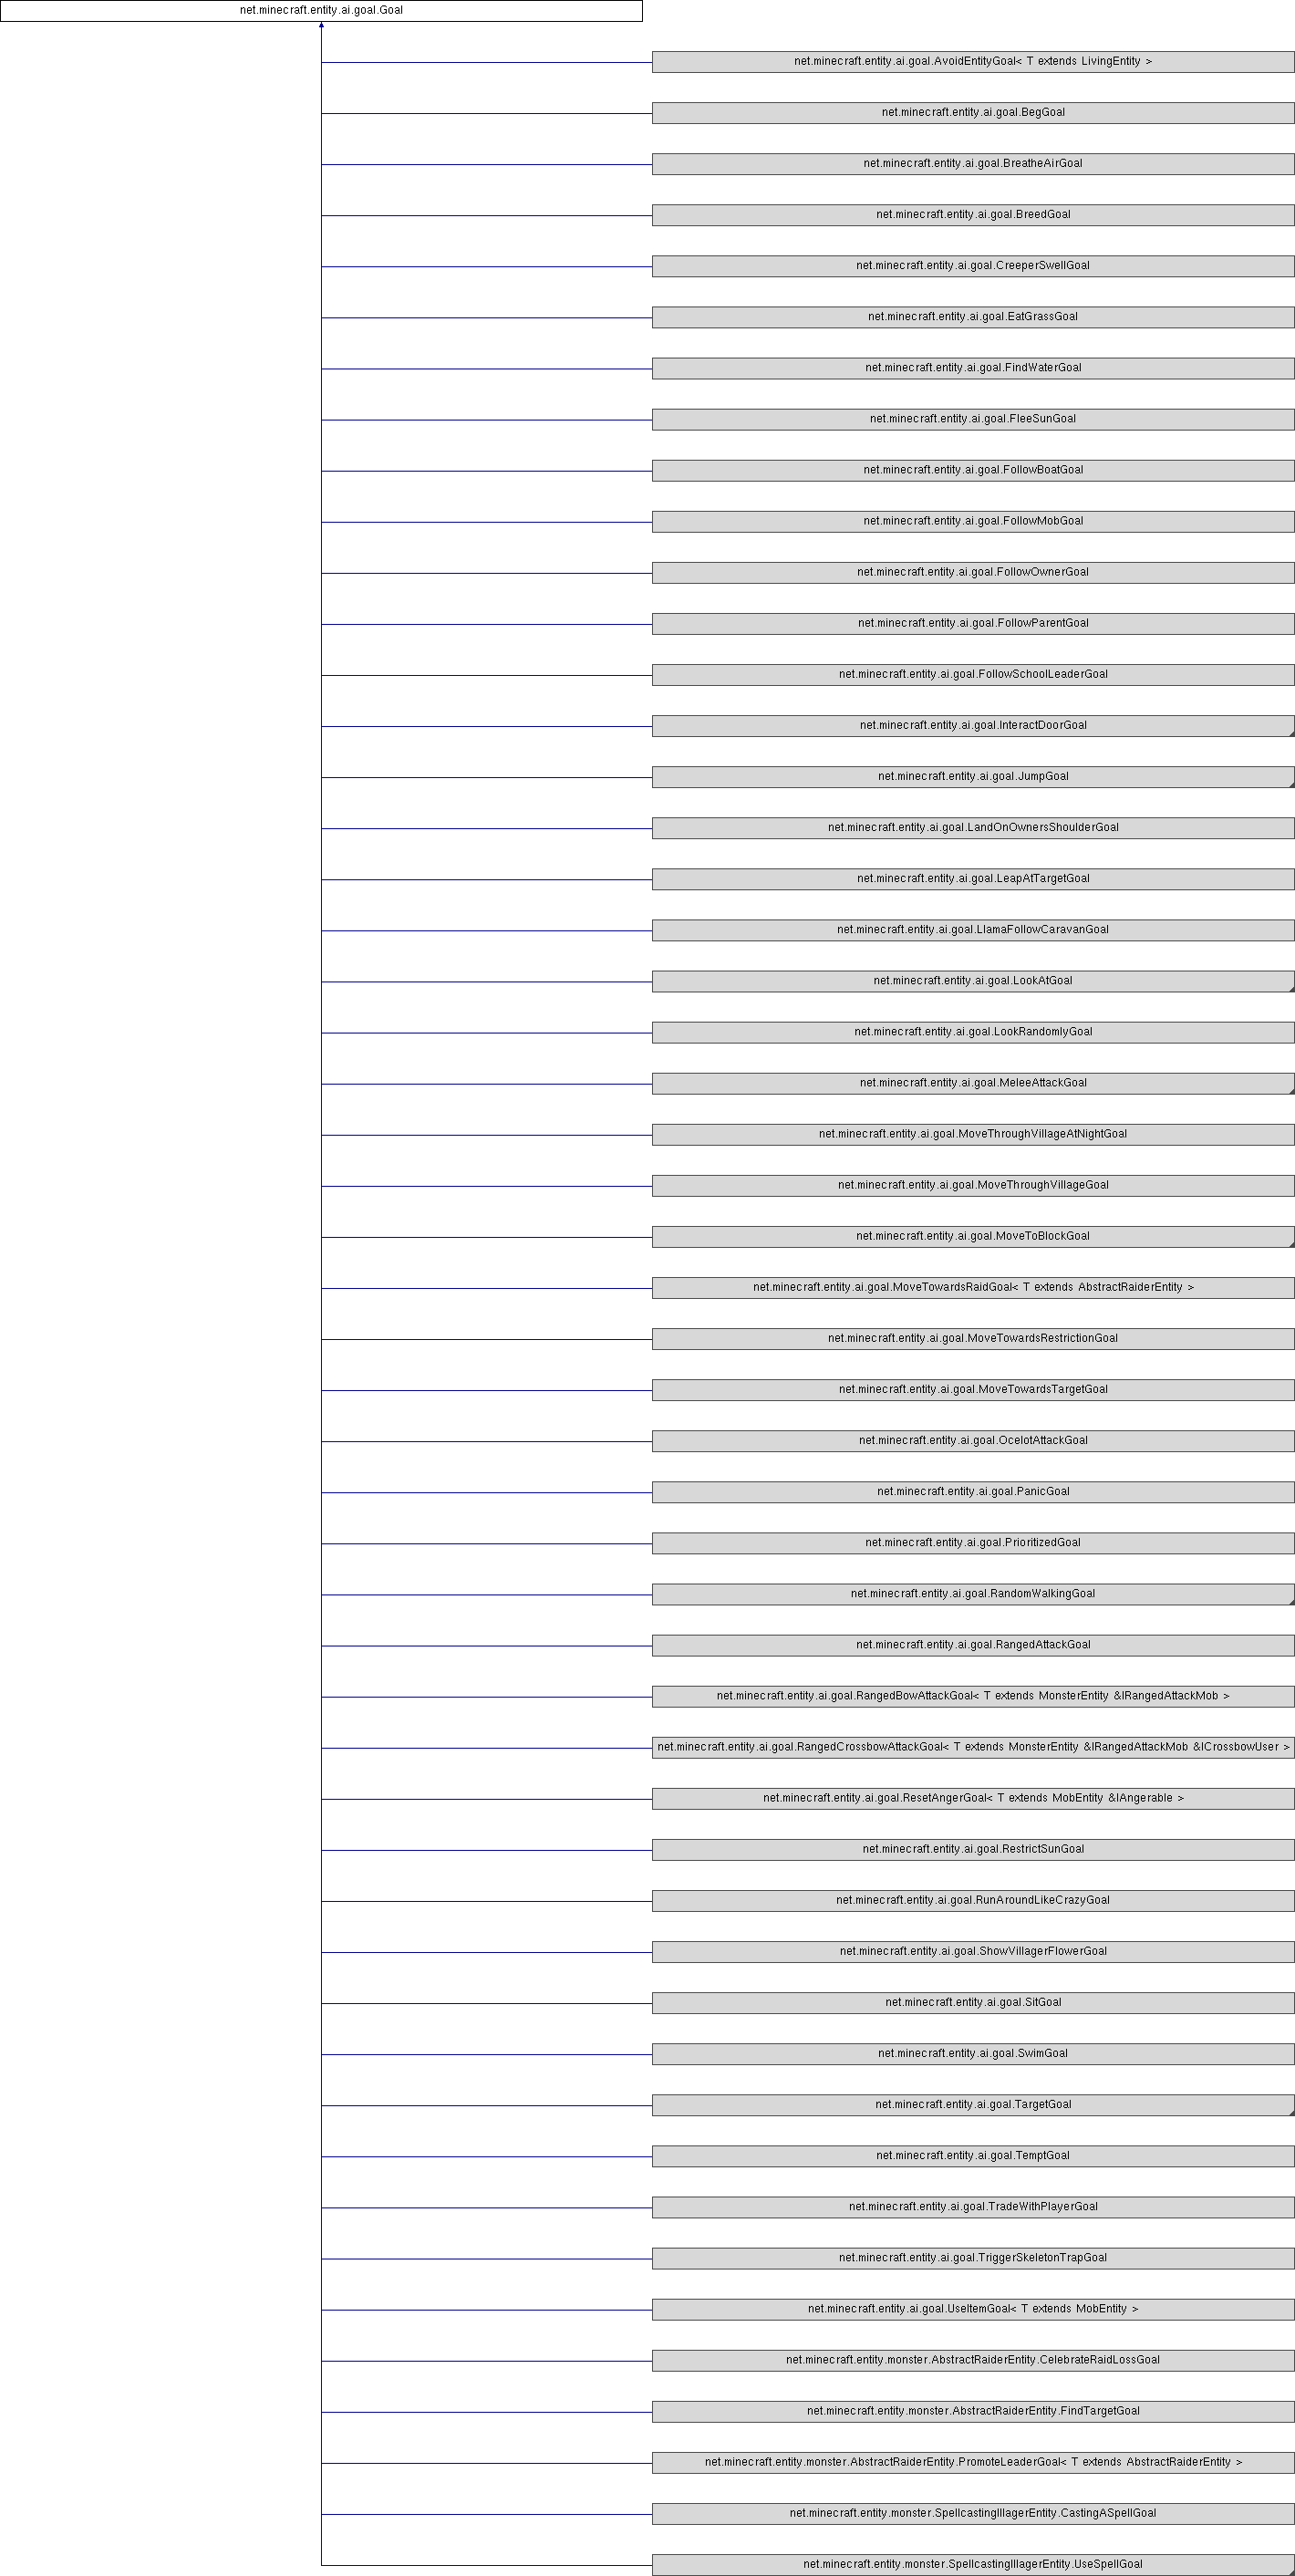 net.minecraft.entity.ai.goal.Goal
net.minecraft.entity.ai.goal.AvoidEntityGoal< T extends LivingEntity >
net.minecraft.entity.ai.goal.BegGoal
net.minecraft.entity.ai.goal.BreatheAirGoal
net.minecraft.entity.ai.goal.BreedGoal
net.minecraft.entity.ai.goal.CreeperSwellGoal
net.minecraft.entity.ai.goal.EatGrassGoal
net.minecraft.entity.ai.goal.FindWaterGoal
net.minecraft.entity.ai.goal.FleeSunGoal
net.minecraft.entity.ai.goal.FollowBoatGoal
net.minecraft.entity.ai.goal.FollowMobGoal
net.minecraft.entity.ai.goal.FollowOwnerGoal
net.minecraft.entity.ai.goal.FollowParentGoal
net.minecraft.entity.ai.goal.FollowSchoolLeaderGoal
net.minecraft.entity.ai.goal.InteractDoorGoal
net.minecraft.entity.ai.goal.JumpGoal
net.minecraft.entity.ai.goal.LandOnOwnersShoulderGoal
net.minecraft.entity.ai.goal.LeapAtTargetGoal
net.minecraft.entity.ai.goal.LlamaFollowCaravanGoal
net.minecraft.entity.ai.goal.LookAtGoal
net.minecraft.entity.ai.goal.LookRandomlyGoal
net.minecraft.entity.ai.goal.MeleeAttackGoal
net.minecraft.entity.ai.goal.MoveThroughVillageAtNightGoal
net.minecraft.entity.ai.goal.MoveThroughVillageGoal
net.minecraft.entity.ai.goal.MoveToBlockGoal
net.minecraft.entity.ai.goal.MoveTowardsRaidGoal< T extends AbstractRaiderEntity >
net.minecraft.entity.ai.goal.MoveTowardsRestrictionGoal
net.minecraft.entity.ai.goal.MoveTowardsTargetGoal
net.minecraft.entity.ai.goal.OcelotAttackGoal
net.minecraft.entity.ai.goal.PanicGoal
net.minecraft.entity.ai.goal.PrioritizedGoal
net.minecraft.entity.ai.goal.RandomWalkingGoal
net.minecraft.entity.ai.goal.RangedAttackGoal
net.minecraft.entity.ai.goal.RangedBowAttackGoal< T extends MonsterEntity &IRangedAttackMob >
net.minecraft.entity.ai.goal.RangedCrossbowAttackGoal< T extends MonsterEntity &IRangedAttackMob &ICrossbowUser >
net.minecraft.entity.ai.goal.ResetAngerGoal< T extends MobEntity &IAngerable >
net.minecraft.entity.ai.goal.RestrictSunGoal
net.minecraft.entity.ai.goal.RunAroundLikeCrazyGoal
net.minecraft.entity.ai.goal.ShowVillagerFlowerGoal
net.minecraft.entity.ai.goal.SitGoal
net.minecraft.entity.ai.goal.SwimGoal
net.minecraft.entity.ai.goal.TargetGoal
net.minecraft.entity.ai.goal.TemptGoal
net.minecraft.entity.ai.goal.TradeWithPlayerGoal
net.minecraft.entity.ai.goal.TriggerSkeletonTrapGoal
net.minecraft.entity.ai.goal.UseItemGoal< T extends MobEntity >
net.minecraft.entity.monster.AbstractRaiderEntity.CelebrateRaidLossGoal
net.minecraft.entity.monster.AbstractRaiderEntity.FindTargetGoal
net.minecraft.entity.monster.AbstractRaiderEntity.PromoteLeaderGoal< T extends AbstractRaiderEntity >
net.minecraft.entity.monster.SpellcastingIllagerEntity.CastingASpellGoal
net.minecraft.entity.monster.SpellcastingIllagerEntity.UseSpellGoal